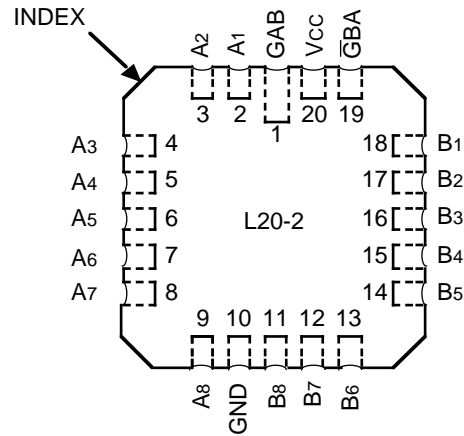 INDEX
A2 A1 GAB Vcc G̅BA
3 2 1 20 19
A3 4 18 B1
A4 5 17 B2
A5 6 L20-2 16 B3
A6 7 15 B4
A7 8 14 B5
9 10 11 12 13
A8 GND B8 B7 B6